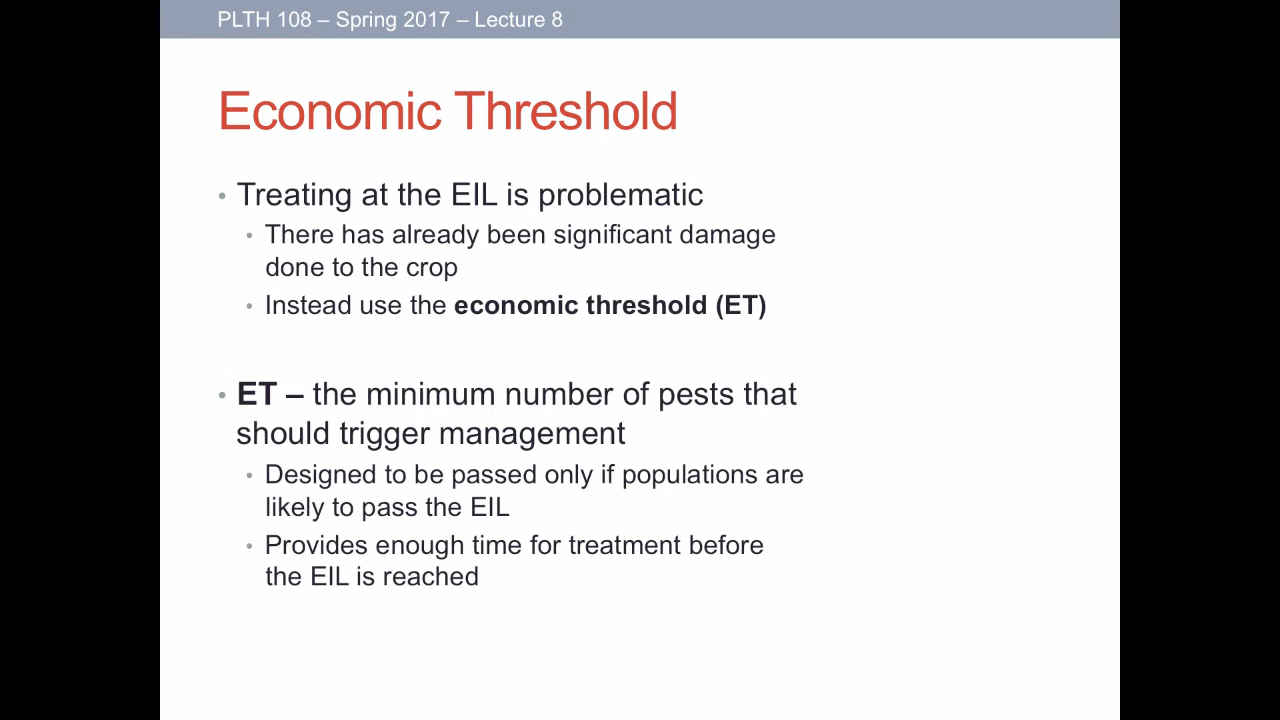 PLTH 108 – Spring 2017 – Lecture 8
Economic Threshold
• Treating at the EIL is problematic
• There has already been significant damage
done to the crop
• Instead use the economic threshold (ET)
• ET – the minimum number of pests that
should trigger management
• Designed to be passed only if populations are
likely to pass the EIL
• Provides enough time for treatment before
the EIL is reached